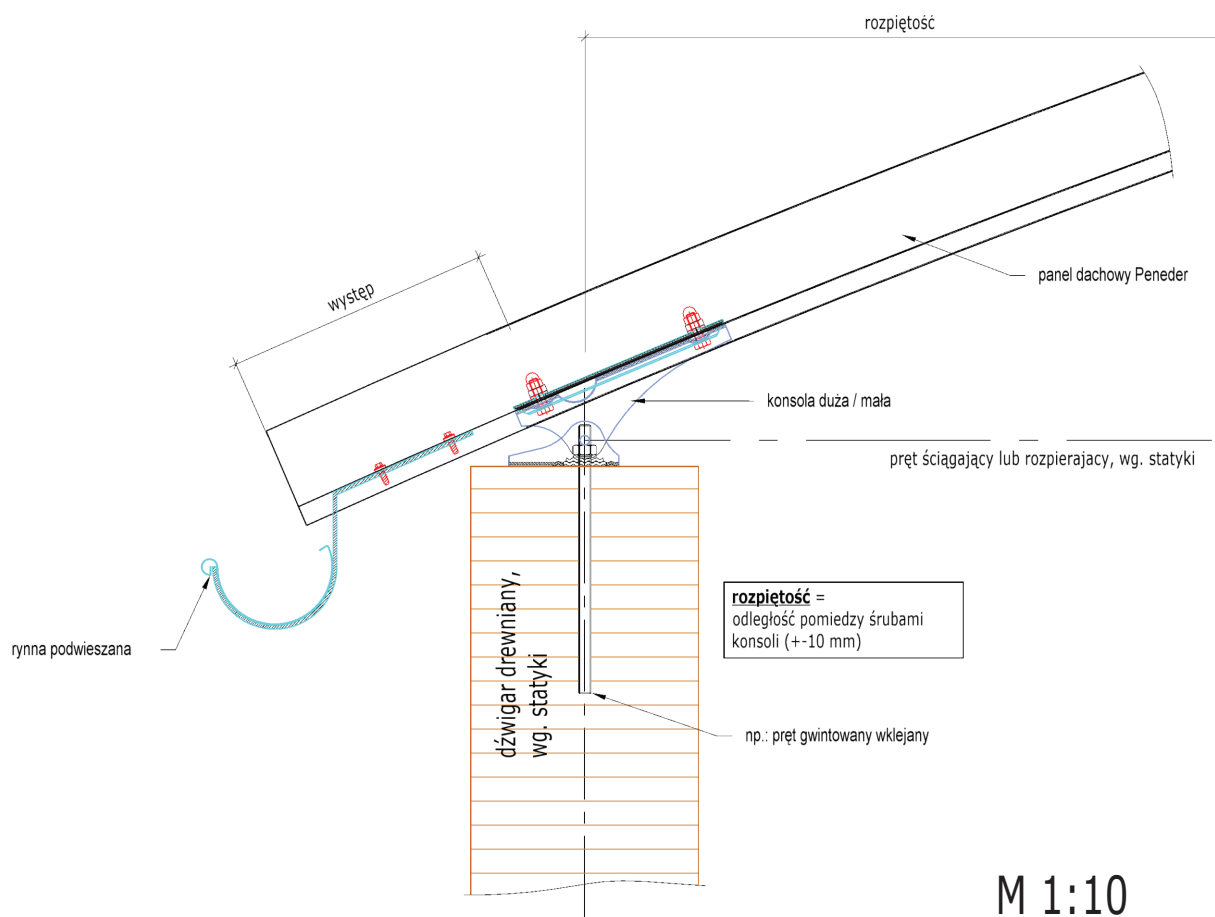 rozpiętość
panel dachowy Peneder
występ
konsola duża / mała
pręt ściągający lub rozpierajacy, wg. statyki
dźwigar drewniany,
wg. statyki
rozpiętość =
odległość pomiedzy śrubami
konsoli (+-10 mm)
rynna podwieszana
np.: pręt gwintowany wklejany
M 1:10